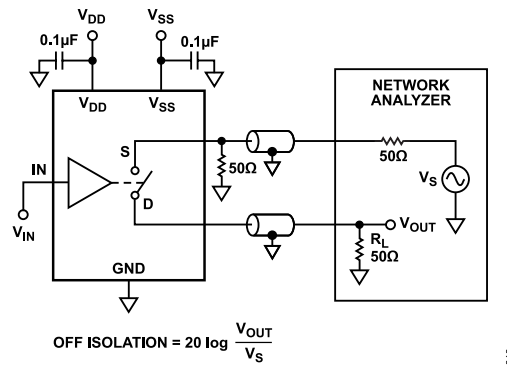 VDD
VSS
0.1µF
0.1µF
VDD
VSS
NETWORK
ANALYZER
S
50Ω
50Ω
IN
VS
D
VIN
VOUT
RL
50Ω
GND
OFF ISOLATION = 20 log VOUT
VS